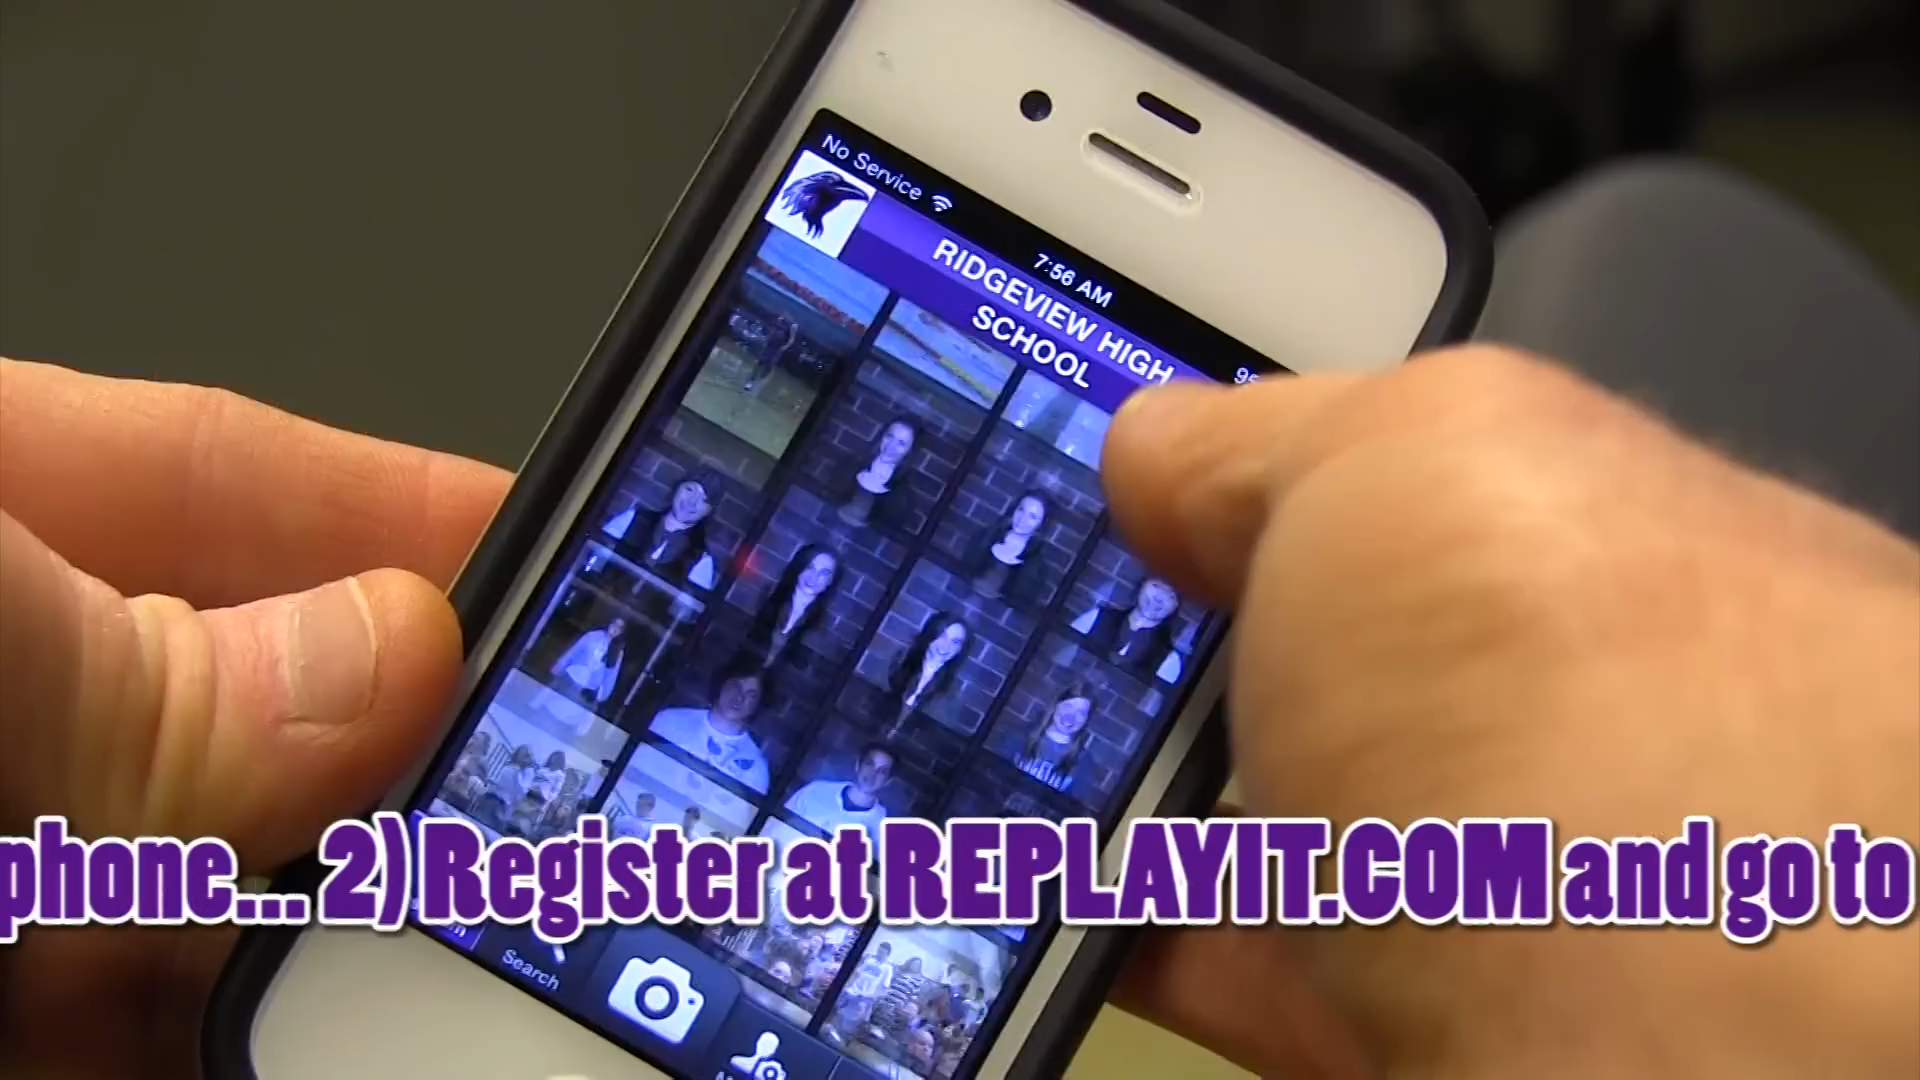 No Service
7:56 AM
RIDGEVIEW HIGH
SCHOOL
phone... 2) Register at REPLAYIT.COM and go to
Search